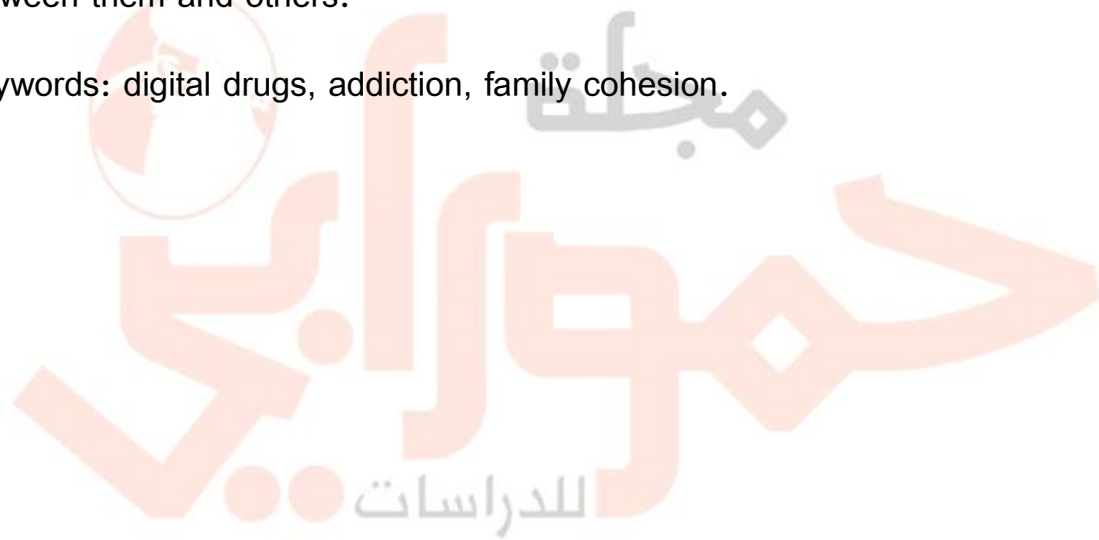 ween them and others.
ywords: digital drugs, addiction, family cohesion.
مجلة
حمورابي
للدراسات